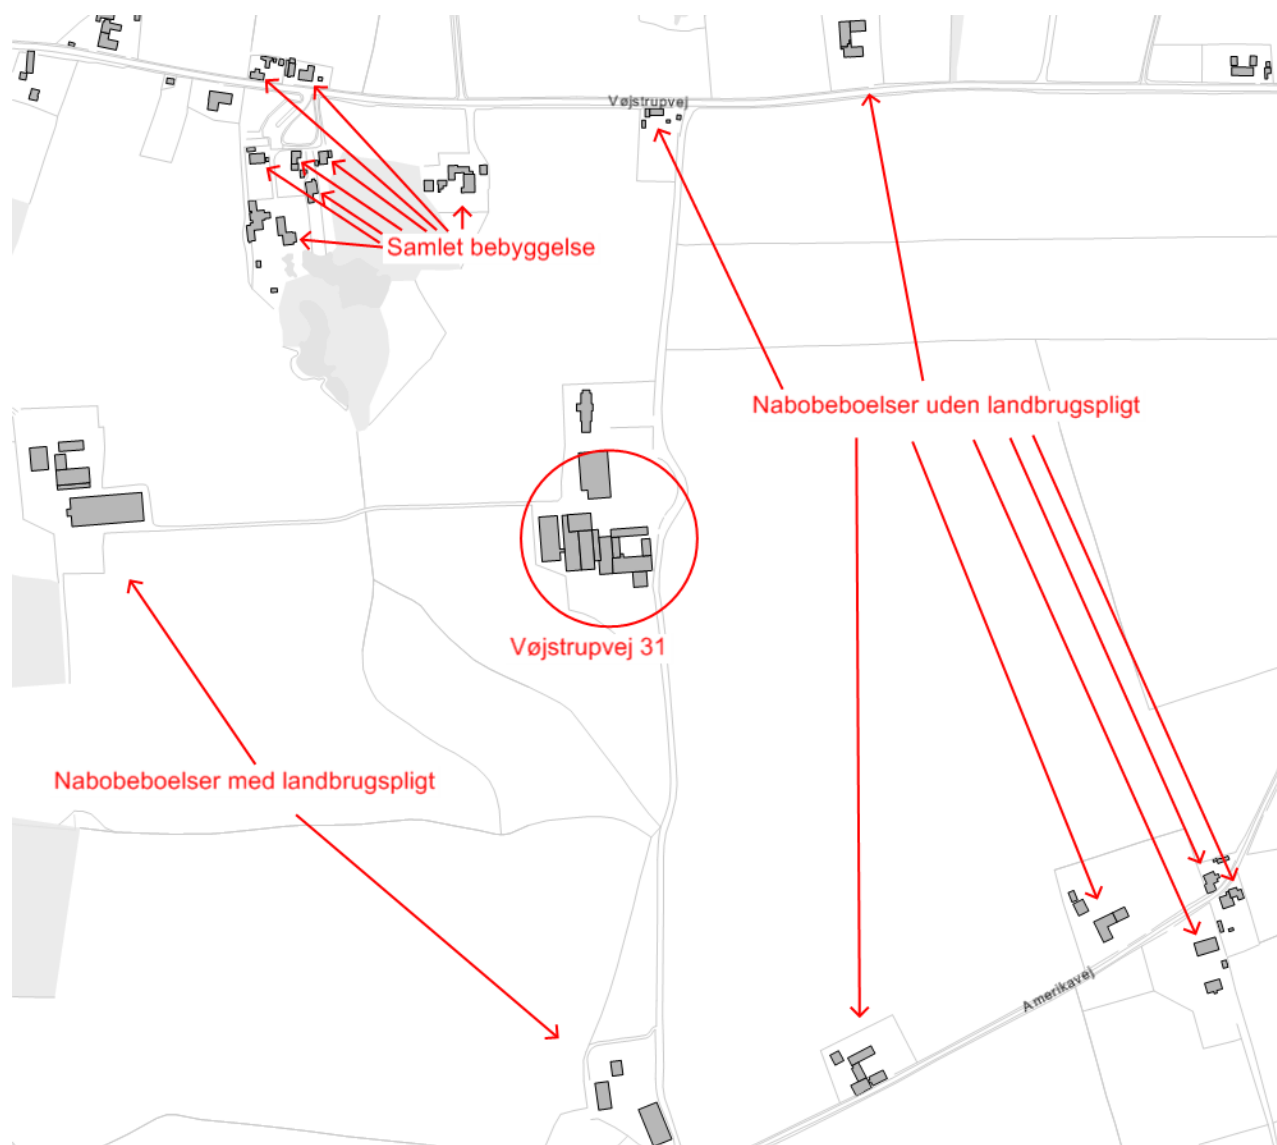 Vøjstrupvej
Samlet bebyggelse
Nabobeboelser uden landbrugspligt
Vøjstrupvej 31
Nabobeboelser med landbrugspligt
Amerikavej